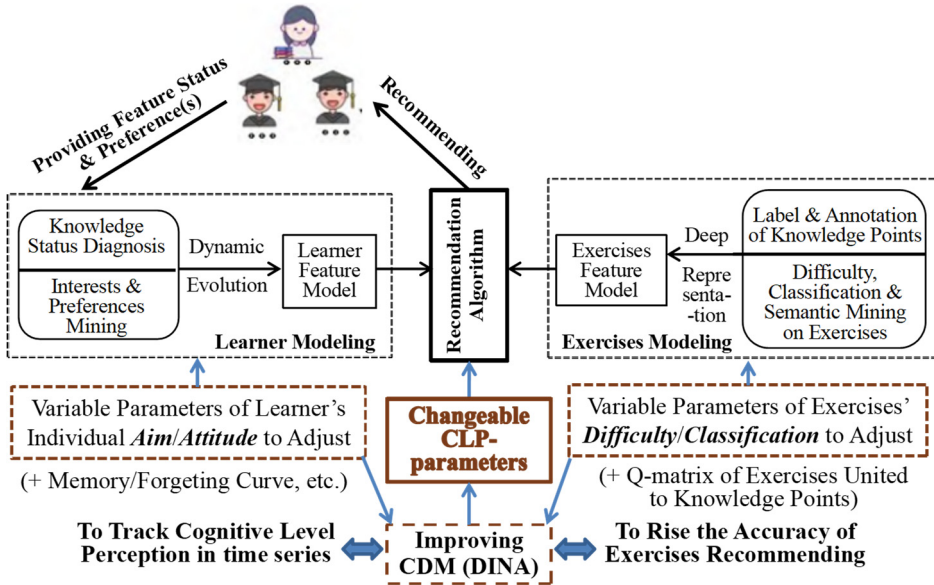 Providing Feature Status
& Preference(s)
Recommending
Knowledge
Status Diagnosis
Interests &
Preferences
Mining
Dynamic
Evolution
Learner
Feature
Model
Learner Modeling
Recommendation
Algorithm
Exercises
Feature
Model
Deep
Repre-
senta-
-tion
Label & Annotation
of Knowledge Points
Difficulty,
Classification &
Semantic Mining
on Exercises
Exercises Modeling
Variable Parameters of Learner's
Individual Aim/Attitude to Adjust
(+ Memory/Forgeting Curve, etc.)
Changeable
CLP-
parameters
Variable Parameters of Exercises'
Difficulty/Classification to Adjust
(+ Q-matrix of Exercises United
to Knowledge Points)
To Track Cognitive Level
Perception in time series
Improving
CDM (DINA)
To Rise the Accuracy of
Exercises Recommending